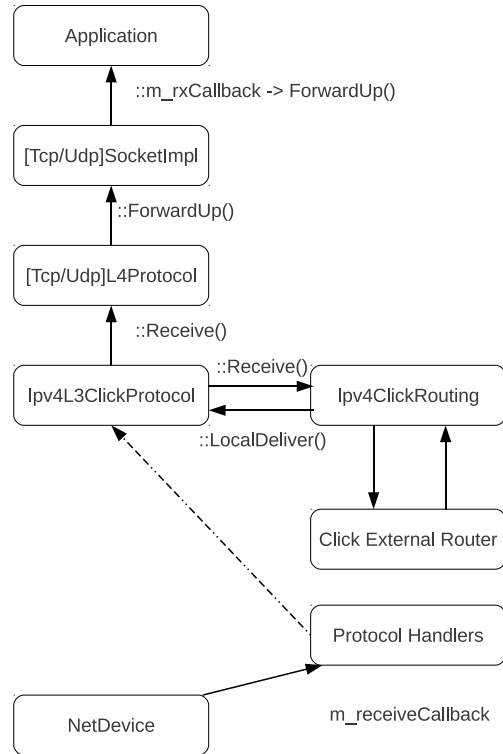 Application
::m_rxCallback -> ForwardUp()
[Tcp/Udp]SocketImpl
::ForwardUp()
[Tcp/Udp]L4Protocol
::Receive()
Ipv4L3ClickProtocol
::Receive()
Ipv4ClickRouting
::LocalDeliver()
Click External Router
Protocol Handlers
NetDevice
m_receiveCallback